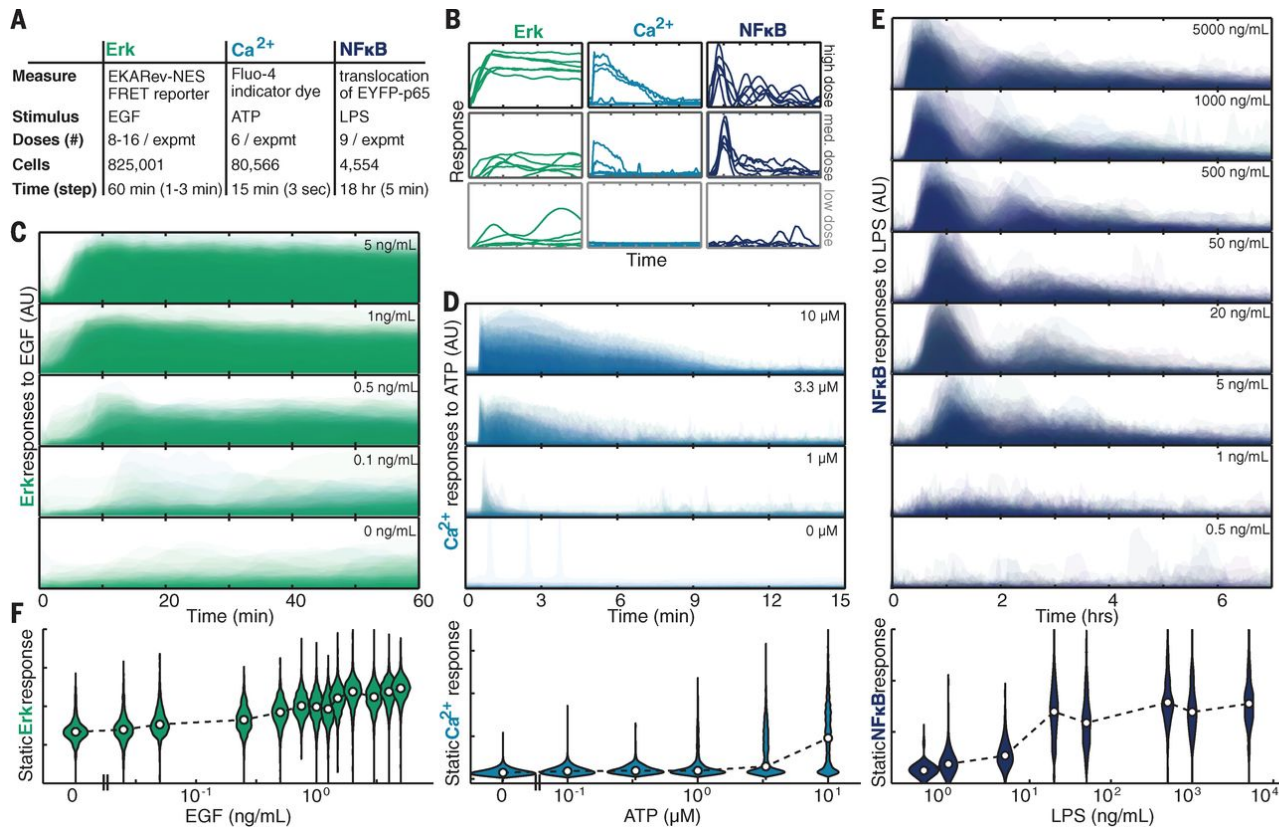 A
Erk Ca2+ NFκB
Measure EKARev-NES FRET reporter Fluo-4 indicator dye translocation of EYFP-p65
Stimulus EGF ATP LPS
Doses (#) 8-16 / expmt 6 / expmt 9 / expmt
Cells 825,001 80,566 4,554
Time (step) 60 min (1-3 min) 15 min (3 sec) 18 hr (5 min)
B
Erk Ca2+ NFκB
Response
high dose
med. dose
low dose
Time
C
Erk responses to EGF (AU)
5 ng/mL
1ng/mL
0.5 ng/mL
0.1 ng/mL
0 ng/mL
0 20 40 60
Time (min)
D
Ca2+ responses to ATP (AU)
10 µM
3.3 µM
1 µM
0 µM
0 3 6 9 12 15
Time (min)
E
NFκB responses to LPS (AU)
5000 ng/mL
1000 ng/mL
500 ng/mL
50 ng/mL
20 ng/mL
5 ng/mL
1 ng/mL
0.5 ng/mL
0 2 4 6
Time (hrs)
F
Static Erk response
0 10-1 100
EGF (ng/mL)
Static Ca2+ response
0 10-1 100 101
ATP (µM)
Static NFκB response
100 101 102 103 104
LPS (ng/mL)